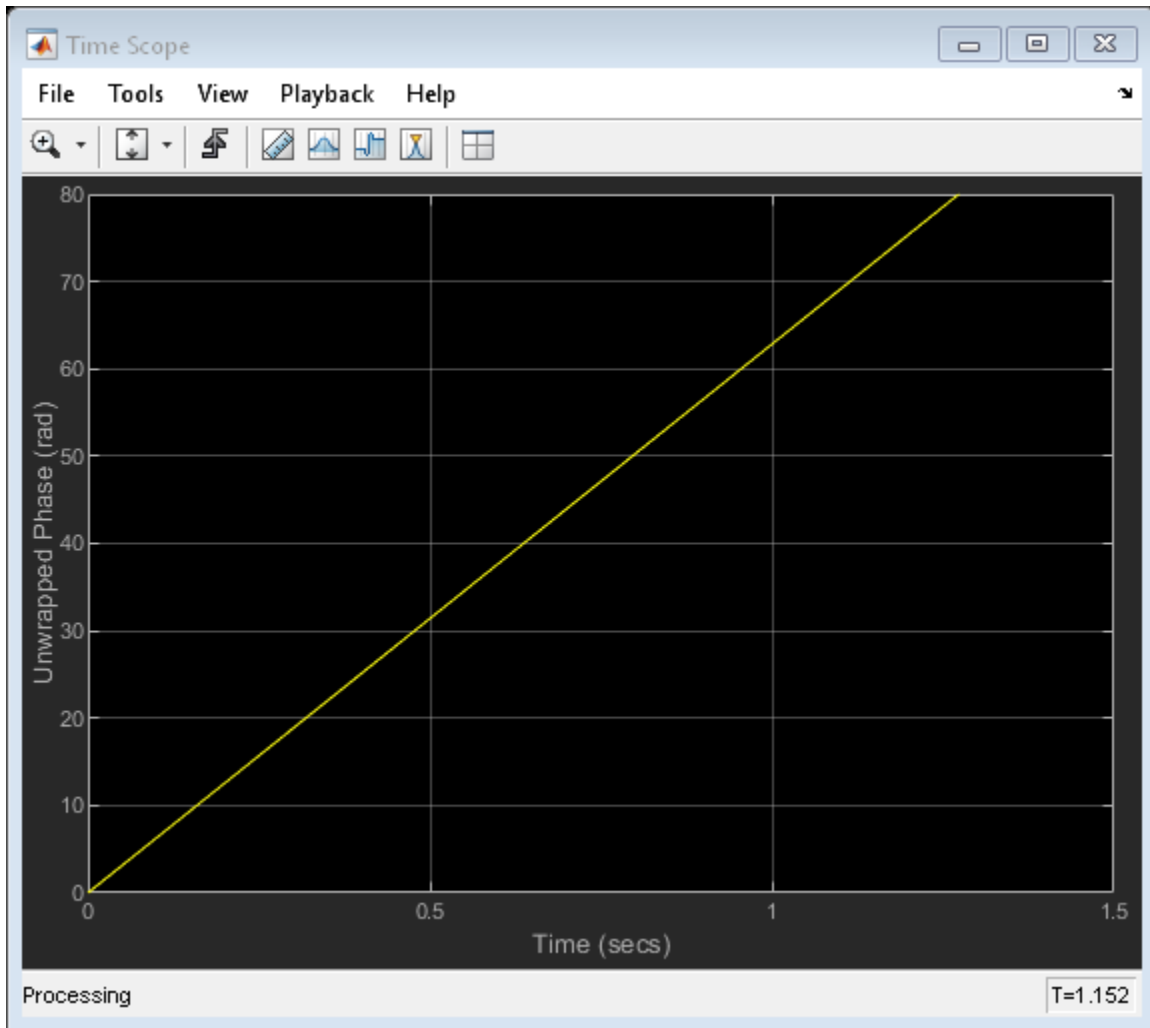 Time Scope
File Tools View Playback Help
80
70
60
50
40
30
20
10
0
Unwrapped Phase (rad)
0 0.5 1 1.5
Time (secs)
Processing T=1.152